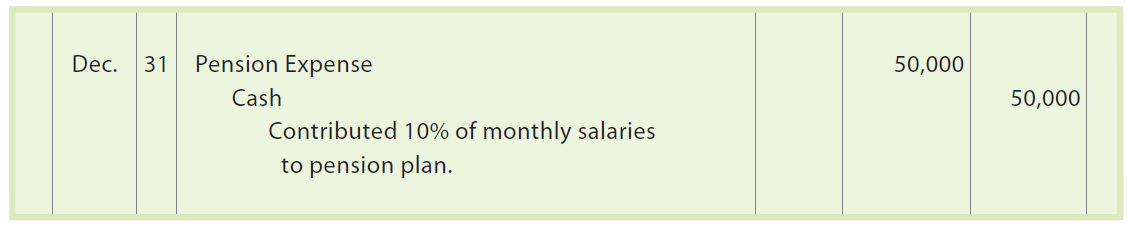 Dec. 31 Pension Expense 50,000
Cash 50,000
Contributed 10% of monthly salaries
to pension plan.